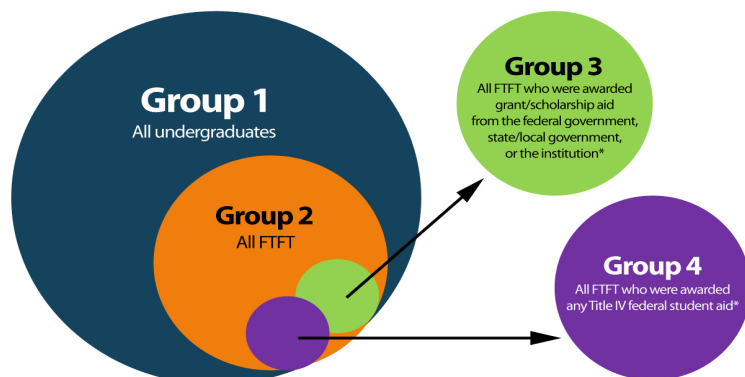 Group 1
All undergraduates
Group 2
All FTFT
Group 3
All FTFT who were awarded
grant/scholarship aid
from the federal government,
state/local government,
or the institution*
Group 4
All FTFT who were awarded
any Title IV federal student aid*